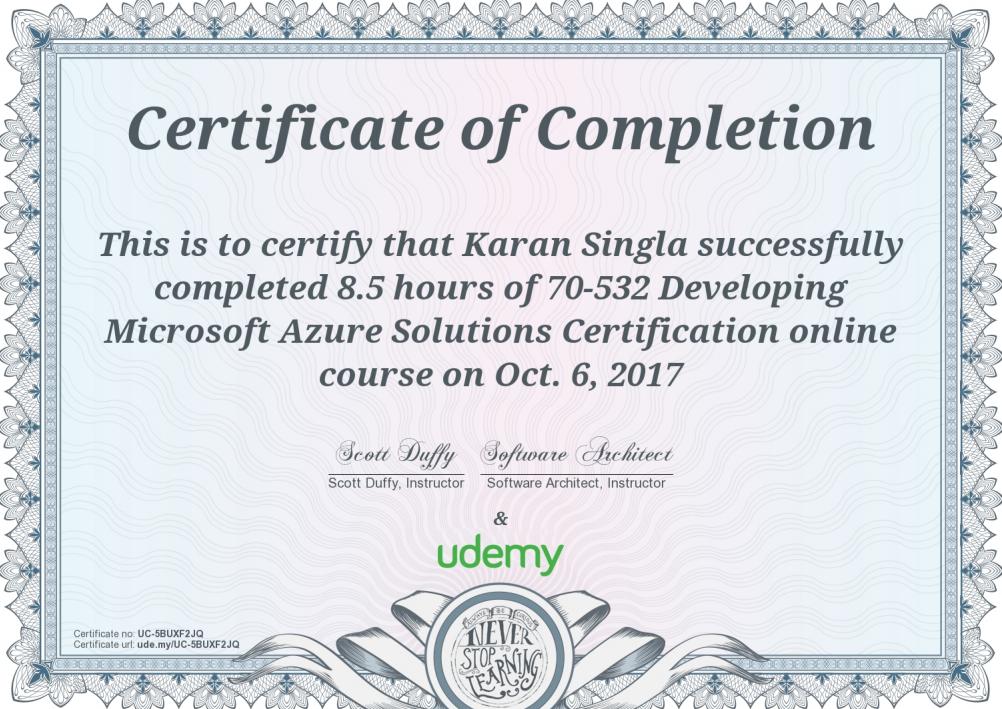 Certificate of Completion
This is to certify that Karan Singla successfully
completed 8.5 hours of 70-532 Developing
Microsoft Azure Solutions Certification online
course on Oct. 6, 2017
Scott Duffy Software Architect
Scott Duffy, Instructor Software Architect, Instructor
&
udemy
Certificate no: UC-5BUXF2JQ
Certificate url: ude.my/UC-5BUXF2JQ
NEVER
STOP
LEARNING